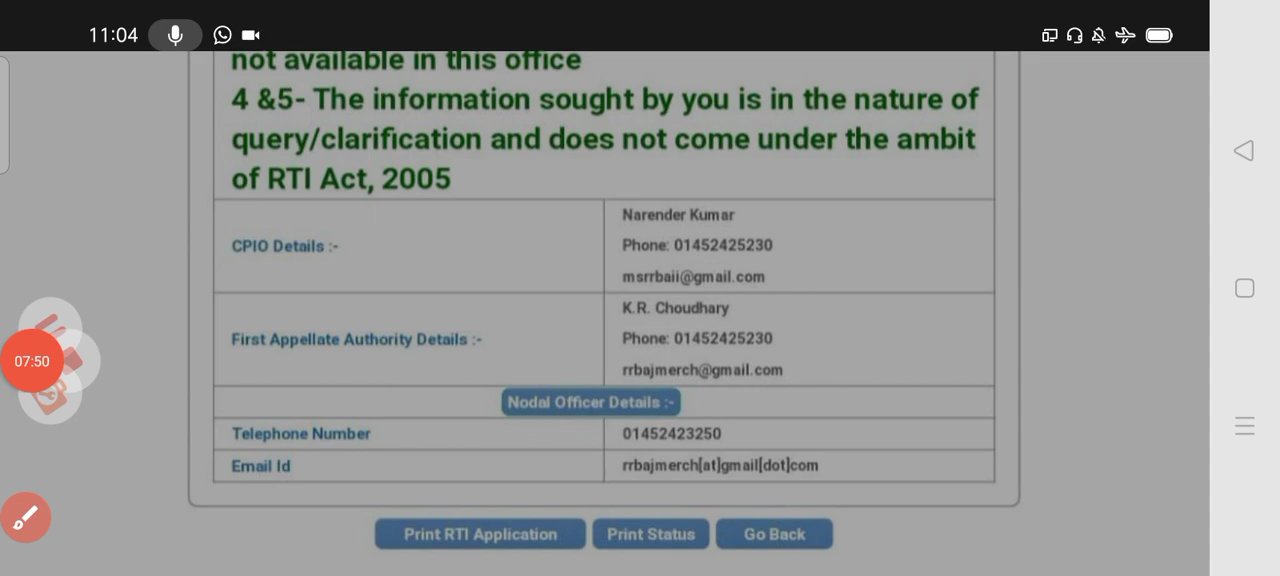 11:04
not available in this office
4 &5- The information sought by you is in the nature of
query/clarification and does not come under the ambit
of RTI Act, 2005
CPIO Details :-
Narender Kumar
Phone: 01452425230
msrrbaii@gmail.com
First Appellate Authority Details :-
K.R. Choudhary
Phone: 01452425230
rrbajmerch@gmail.com
07:50
Nodal Officer Details :-
Telephone Number 01452423250
Email Id rrbajmerch[at]gmail[dot]com
Print RTI Application Print Status Go Back